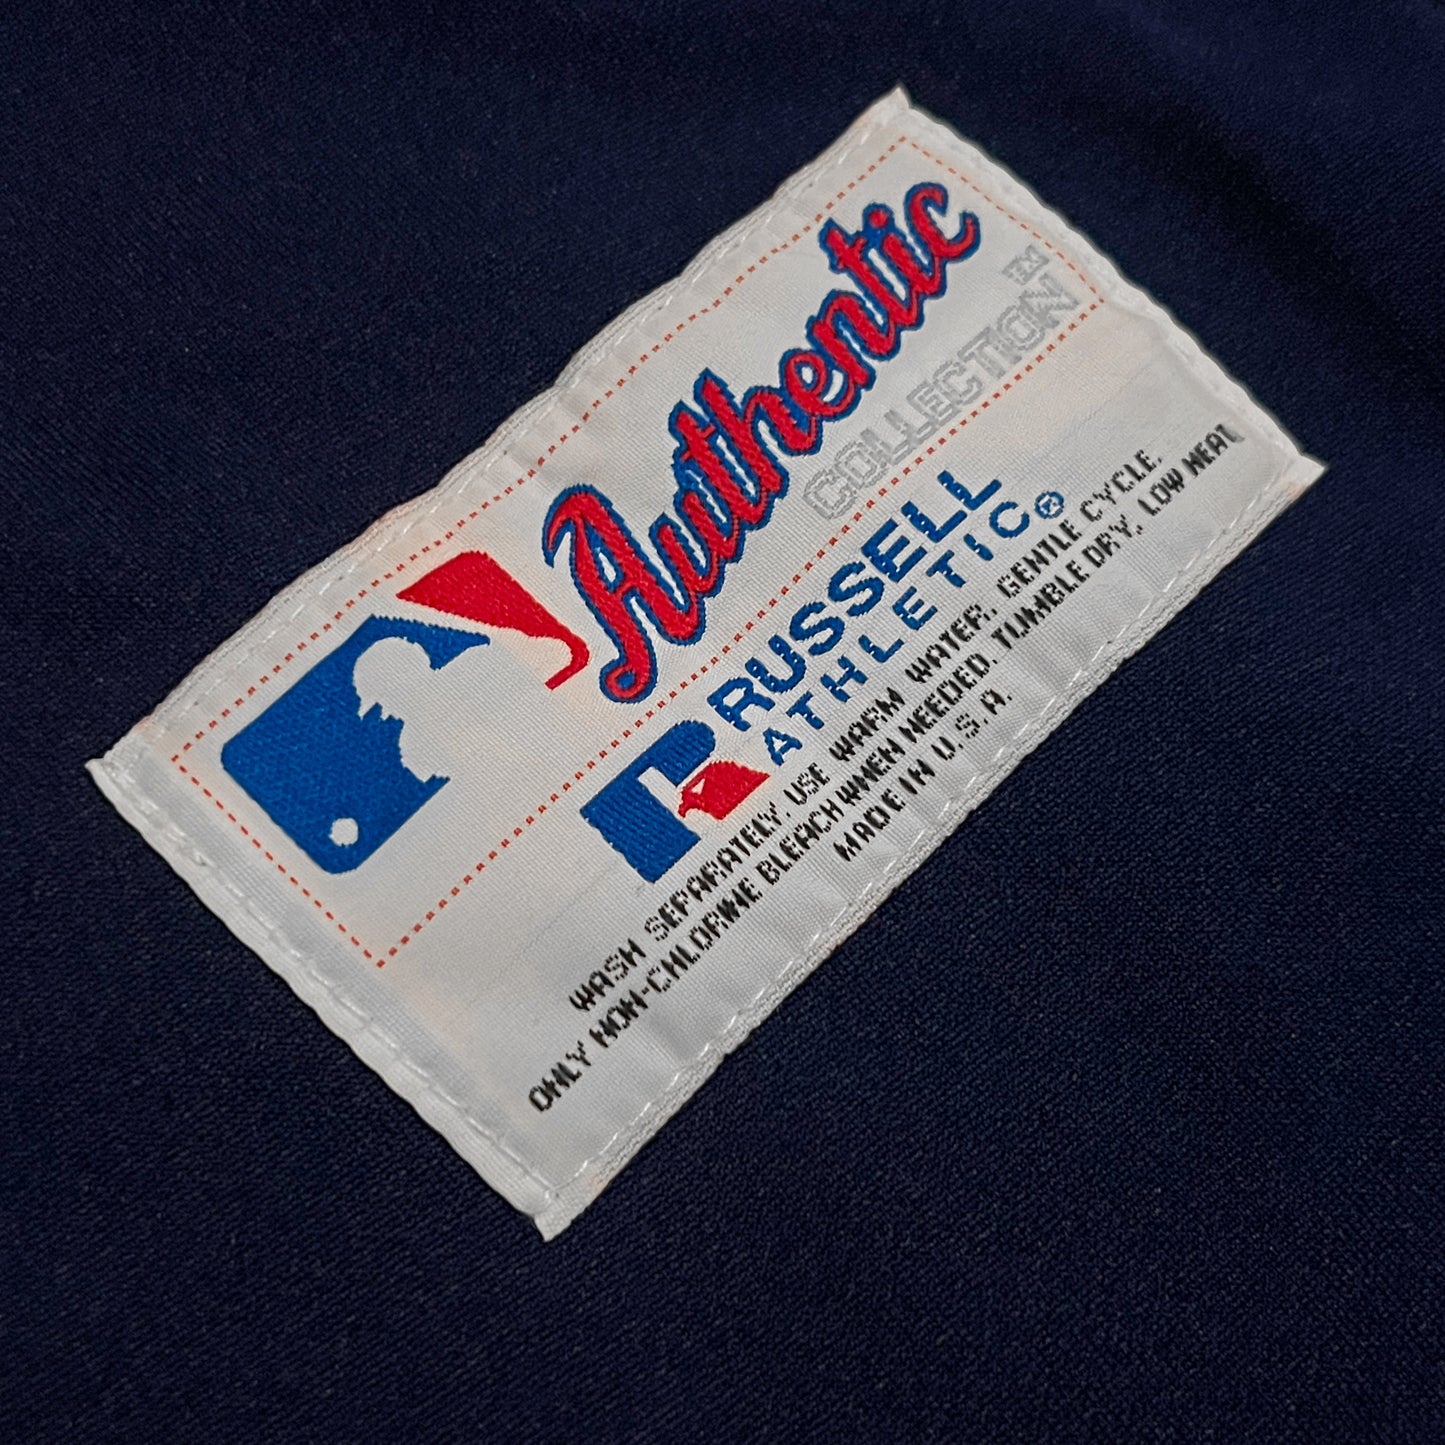 Authentic
COLLECTION™
RUSSELL
ATHLETIC®
WASH SEPARATELY. USE WARM WATER. GENTLE CYCLE.
ONLY NON-CHLORINE BLEACH WHEN NEEDED. TUMBLE DRY, LOW HEAT
MADE IN U.S.A.